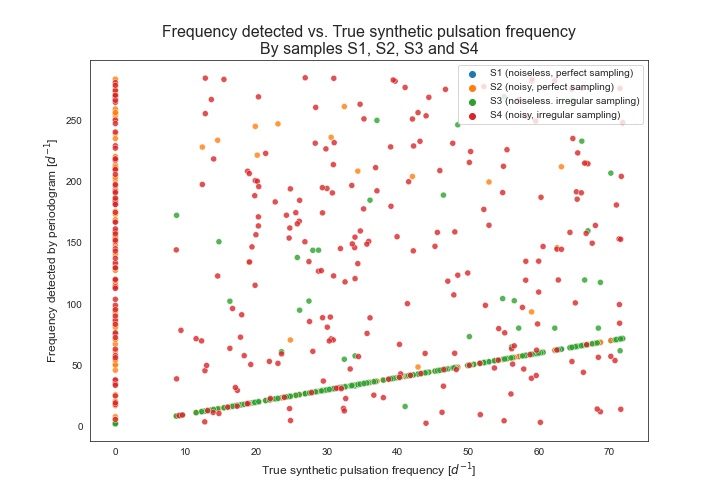 Frequency detected vs. True synthetic pulsation frequency
By samples S1, S2, S3 and S4
S1 (noiseless, perfect sampling)
S2 (noisy, perfect sampling)
S3 (noiseless. irregular sampling)
S4 (noisy, irregular sampling)
Frequency detected by periodogram [d⁻¹]
250
200
150
100
50
0
0 10 20 30 40 50 60 70
True synthetic pulsation frequency [d⁻¹]